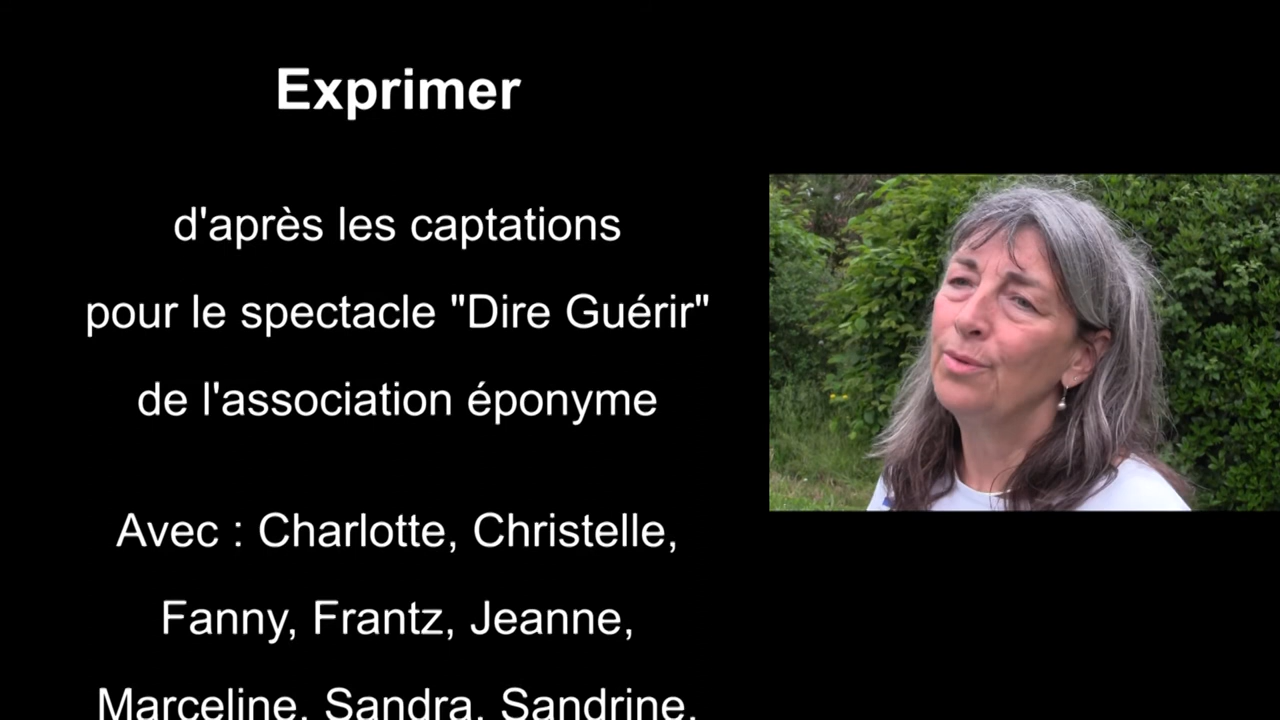 Exprimer
d'après les captations
pour le spectacle "Dire Guérir"
de l'association éponyme
Avec : Charlotte, Christelle,
Fanny, Frantz, Jeanne,
Marceline, Sandra, Sandrine,